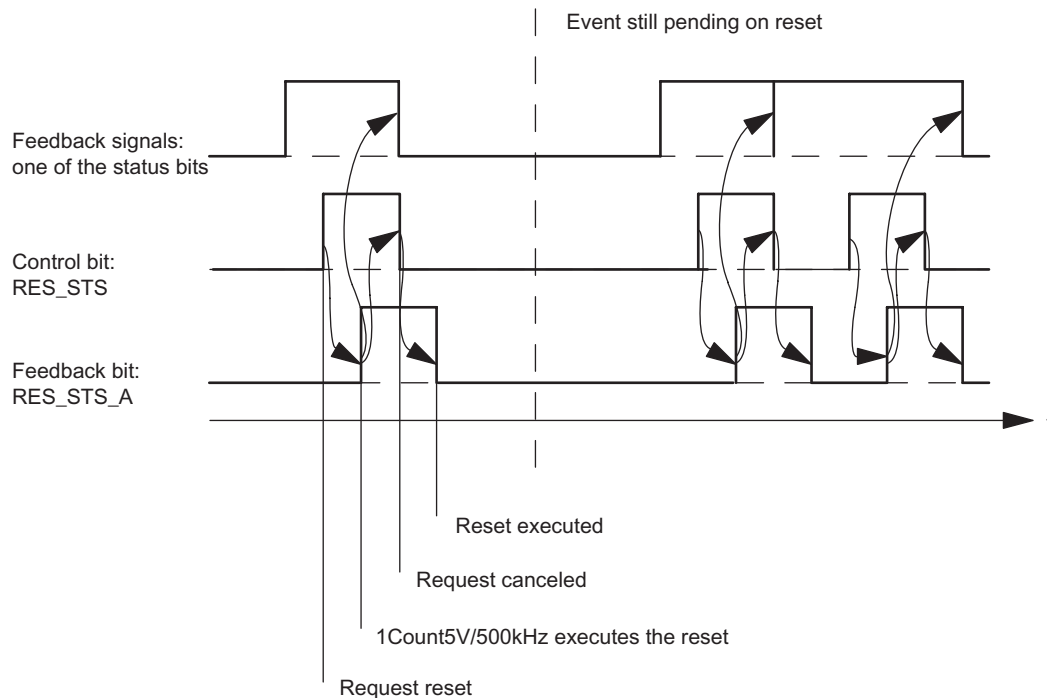 Event still pending on reset
Feedback signals:
one of the status bits
Control bit:
RES_STS
Feedback bit:
RES_STS_A
Reset executed
Request canceled
1Count5V/500kHz executes the reset
Request reset